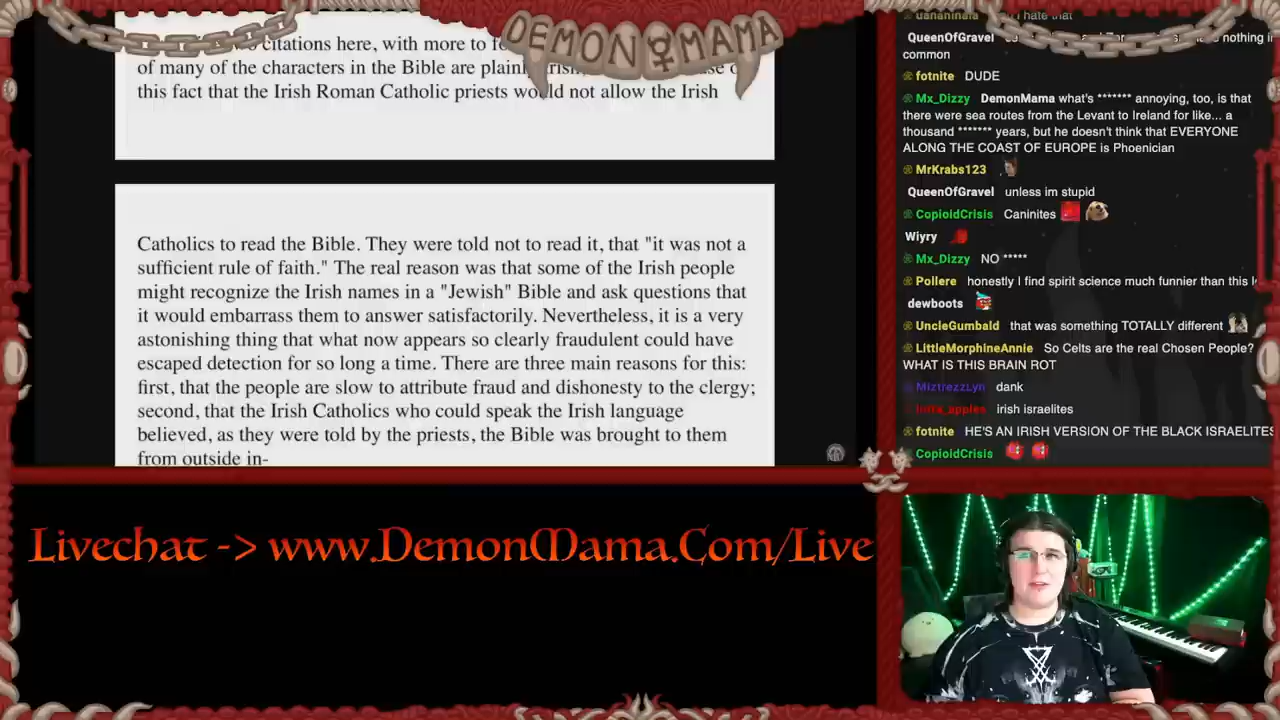 DEMON MAMA
citations here, with more to
of many of the characters in the Bible are
this fact that the Irish Roman Catholic priests would not allow the Irish
Catholics to read the Bible. They were told not to read it, that "it was not a
sufficient rule of faith." The real reason was that some of the Irish people
might recognize the Irish names in a "Jewish" Bible and ask questions that
it would embarrass them to answer satisfactorily. Nevertheless, it is a very
astonishing thing that what now appears so clearly fraudulent could have
escaped detection for so long a time. There are three main reasons for this:
first, that the people are slow to attribute fraud and dishonesty to the clergy;
second, that the Irish Catholics who could speak the Irish language
believed, as they were told by the priests, the Bible was brought to them
from outside in-
I hate that
QueenOfGravel
nothing in
common
fotnite DUDE
Mx_Dizzy DemonMama what's ******* annoying, too, is that
there were sea routes from the Levant to Ireland for like... a
thousand ******* years, but he doesn't think that EVERYONE
ALONG THE COAST OF EUROPE is Phoenician
MrKrabs123
QueenOfGravel unless im stupid
CopioidCrisis Caninites
Wiyry
Mx_Dizzy NO *****
Pollere honestly I find spirit science much funnier than this
dewboots
UncleGumbald that was something TOTALLY different
LittleMorphineAnnie So Celts are the real Chosen People?
WHAT IS THIS BRAIN ROT
MiztrezzLyn dank
irish israelites
fotnite HE'S AN IRISH VERSION OF THE BLACK ISRAELITES
CopioidCrisis
Livechat -> www.DemonMama.Com/Live